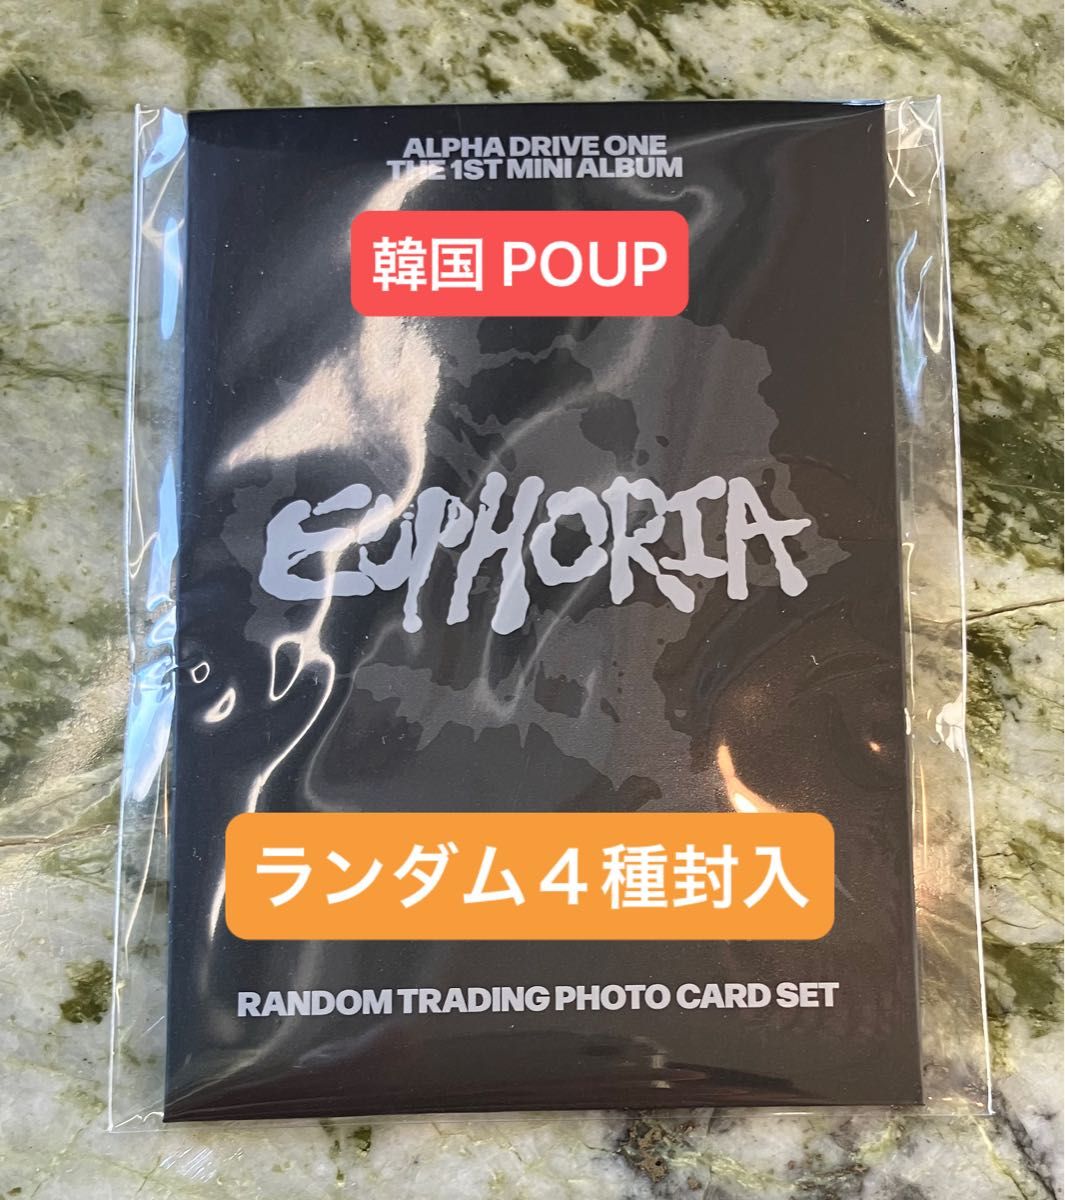 ALPHA DRIVE ONE
THE 1ST MINI ALBUM
韓国 POUP
EUPHORIA
ランダム４種封入
RANDOM TRADING PHOTO CARD SET